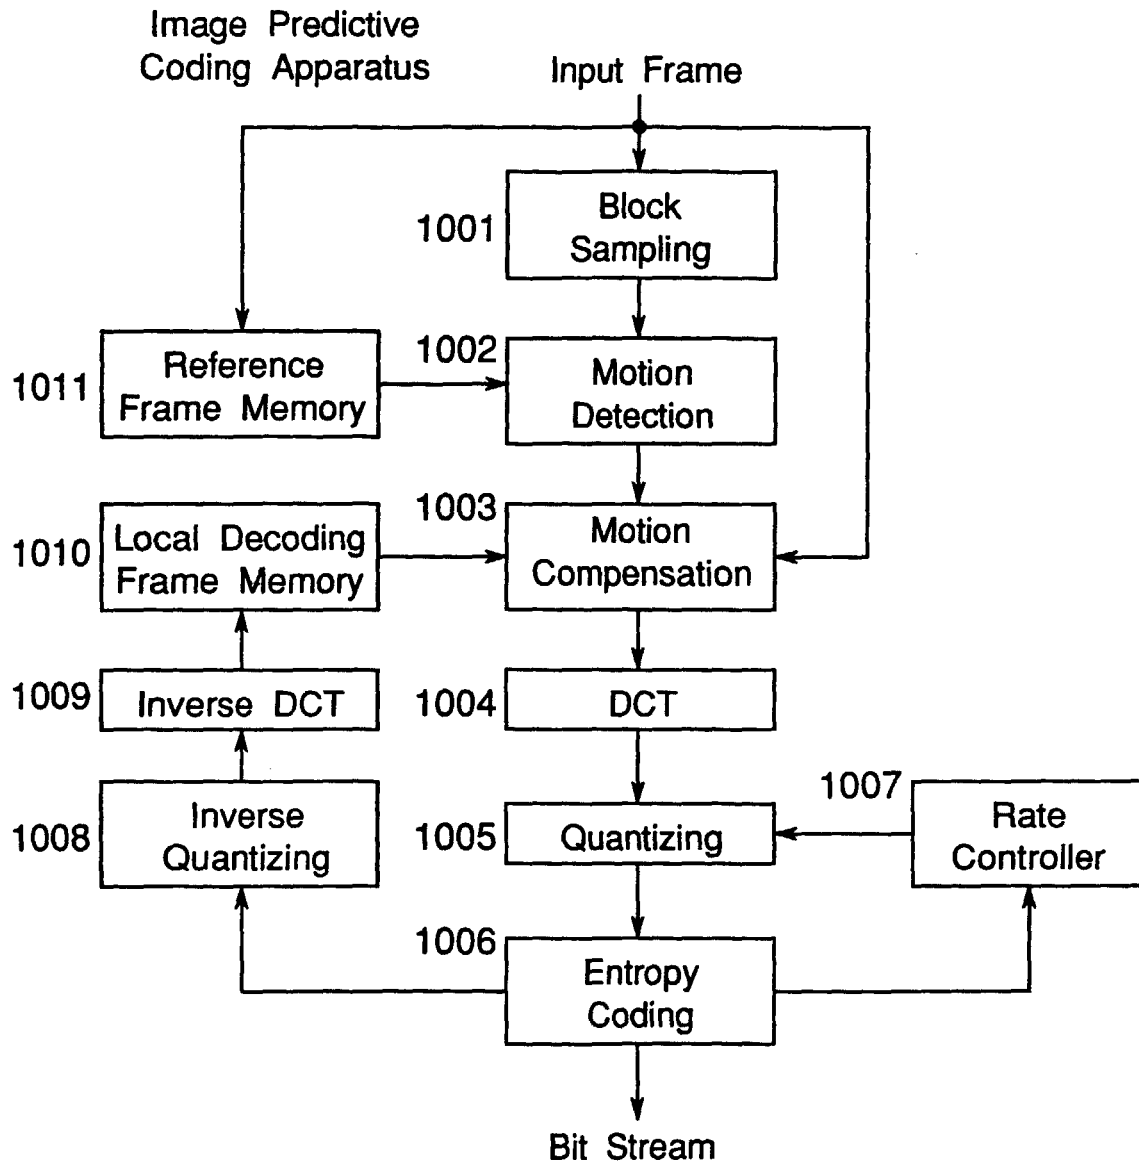 Image Predictive
Coding Apparatus
Input Frame
1001
Block
Sampling
1011
Reference
Frame Memory
1002
Motion
Detection
1010
Local Decoding
Frame Memory
1003
Motion
Compensation
1009
Inverse DCT
1004
DCT
1008
Inverse
Quantizing
1005
Quantizing
1007
Rate
Controller
1006
Entropy
Coding
Bit Stream